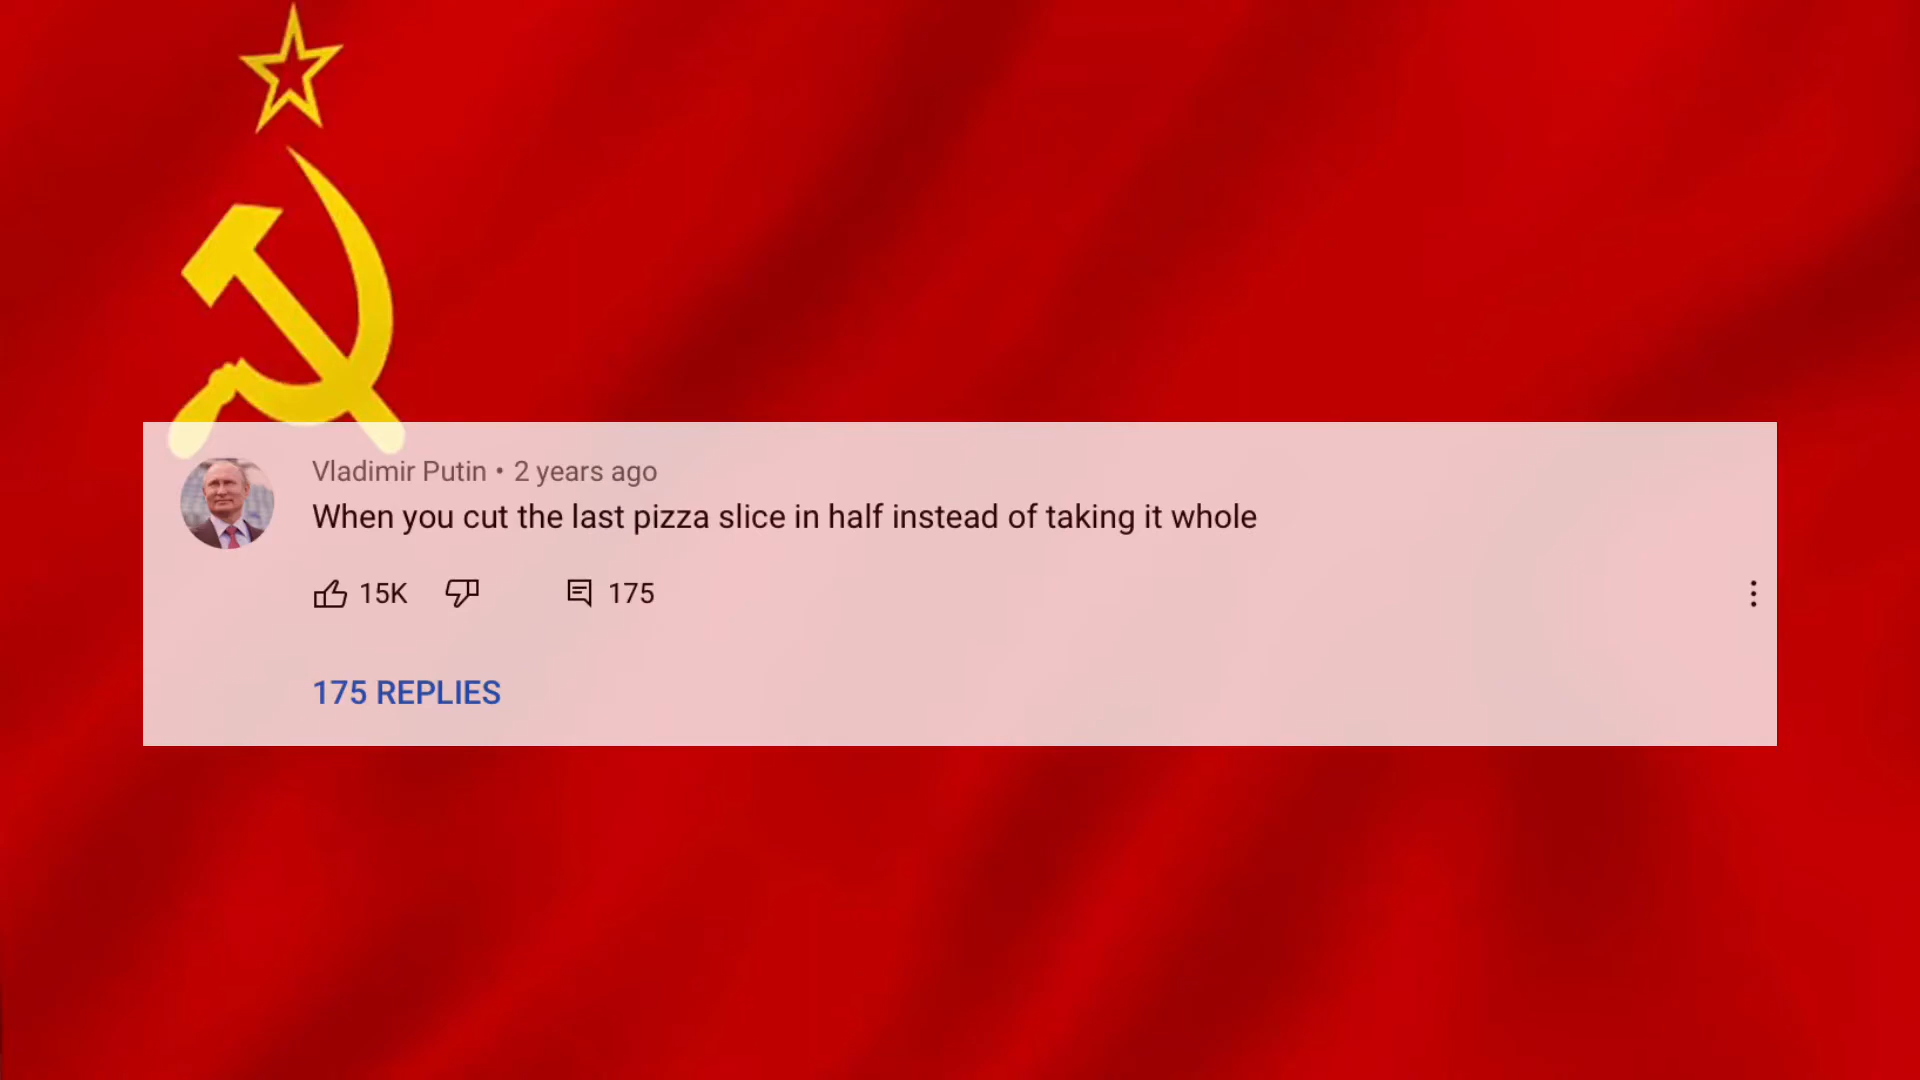 Vladimir Putin • 2 years ago
When you cut the last pizza slice in half instead of taking it whole
15K 175
175 REPLIES